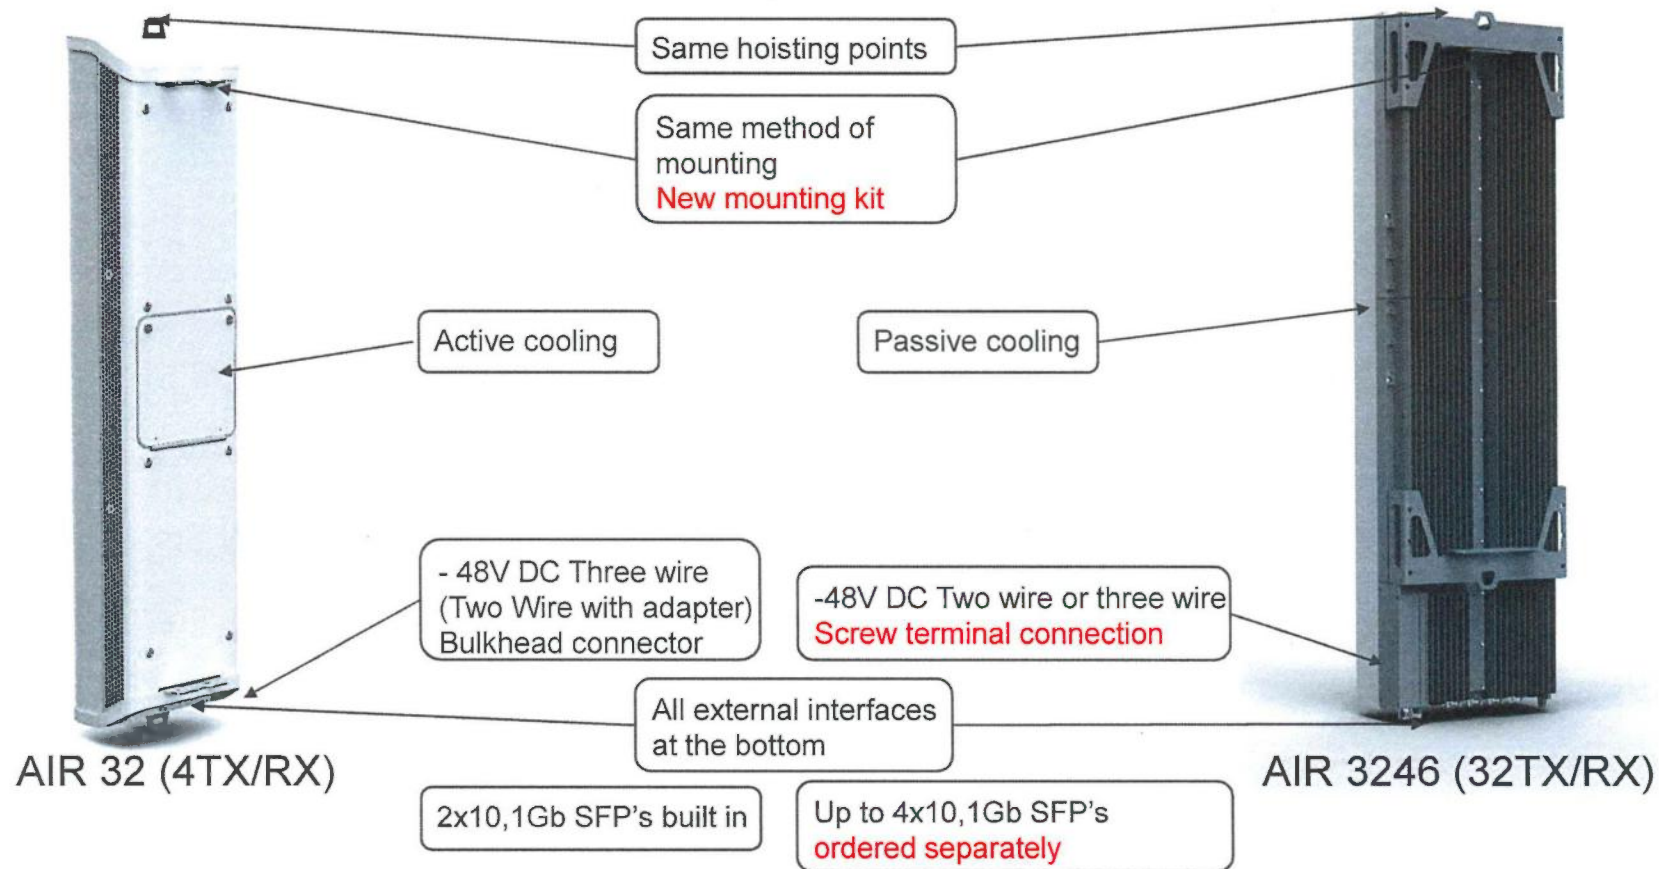 Same hoisting points
Same method of
mounting
New mounting kit
Active cooling
Passive cooling
- 48V DC Three wire
(Two Wire with adapter)
Bulkhead connector
-48V DC Two wire or three wire
Screw terminal connection
All external interfaces
at the bottom
AIR 32 (4TX/RX)
AIR 3246 (32TX/RX)
2x10,1Gb SFP’s built in
Up to 4x10,1Gb SFP’s
ordered separately